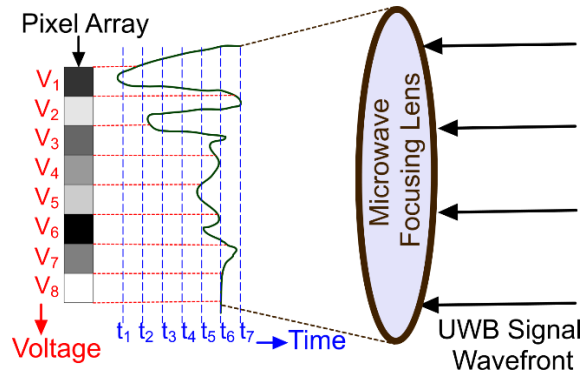 Pixel Array
V1
V2
V3
V4
V5
V6
V7
V8
Voltage
t1 t2 t3 t4 t5 t6 t7
Time
Microwave
Focusing Lens
UWB Signal
Wavefront